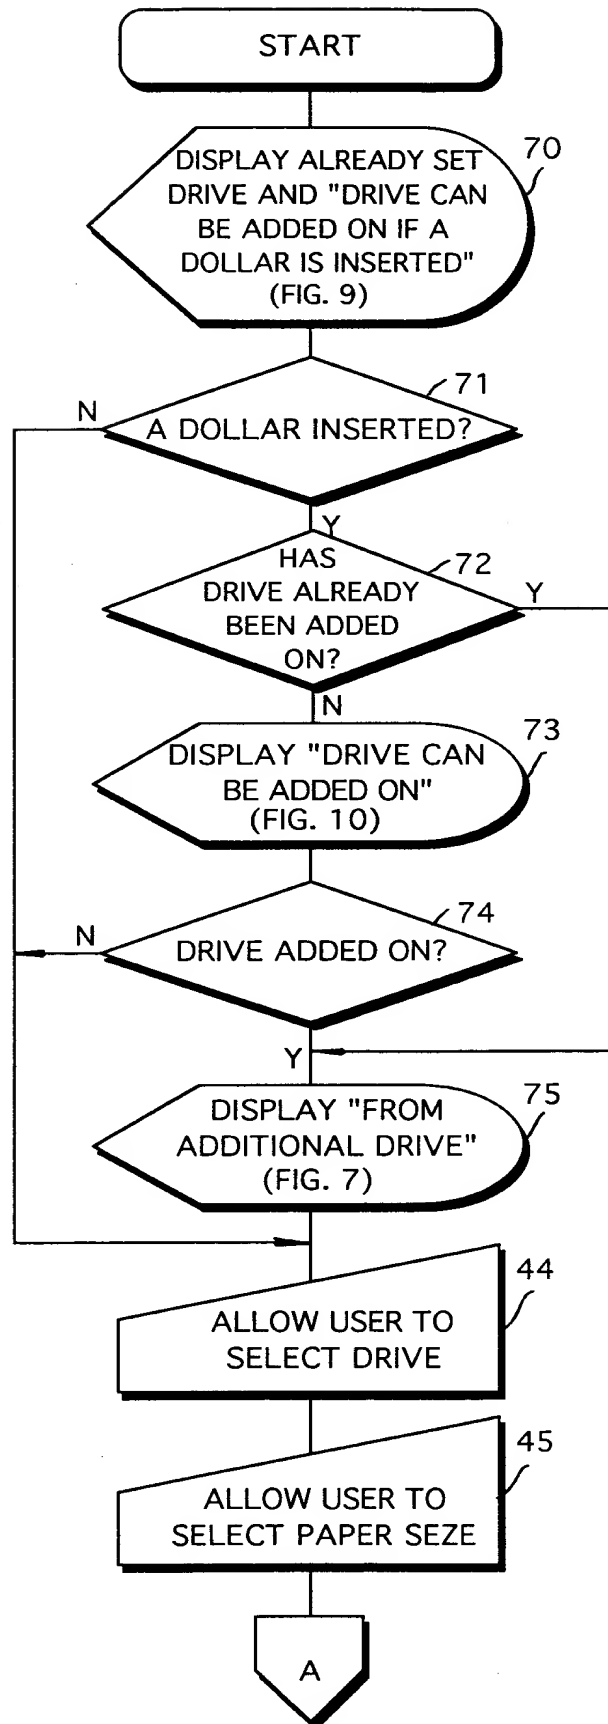 START
70
DISPLAY ALREADY SET
DRIVE AND "DRIVE CAN
BE ADDED ON IF A
DOLLAR IS INSERTED"
(FIG. 9)
71
N
A DOLLAR INSERTED?
Y
72
HAS
DRIVE ALREADY
BEEN ADDED
ON?
Y
N
73
DISPLAY "DRIVE CAN
BE ADDED ON"
(FIG. 10)
74
N
DRIVE ADDED ON?
Y
75
DISPLAY "FROM
ADDITIONAL DRIVE"
(FIG. 7)
44
ALLOW USER TO
SELECT DRIVE
45
ALLOW USER TO
SELECT PAPER SEZE
A